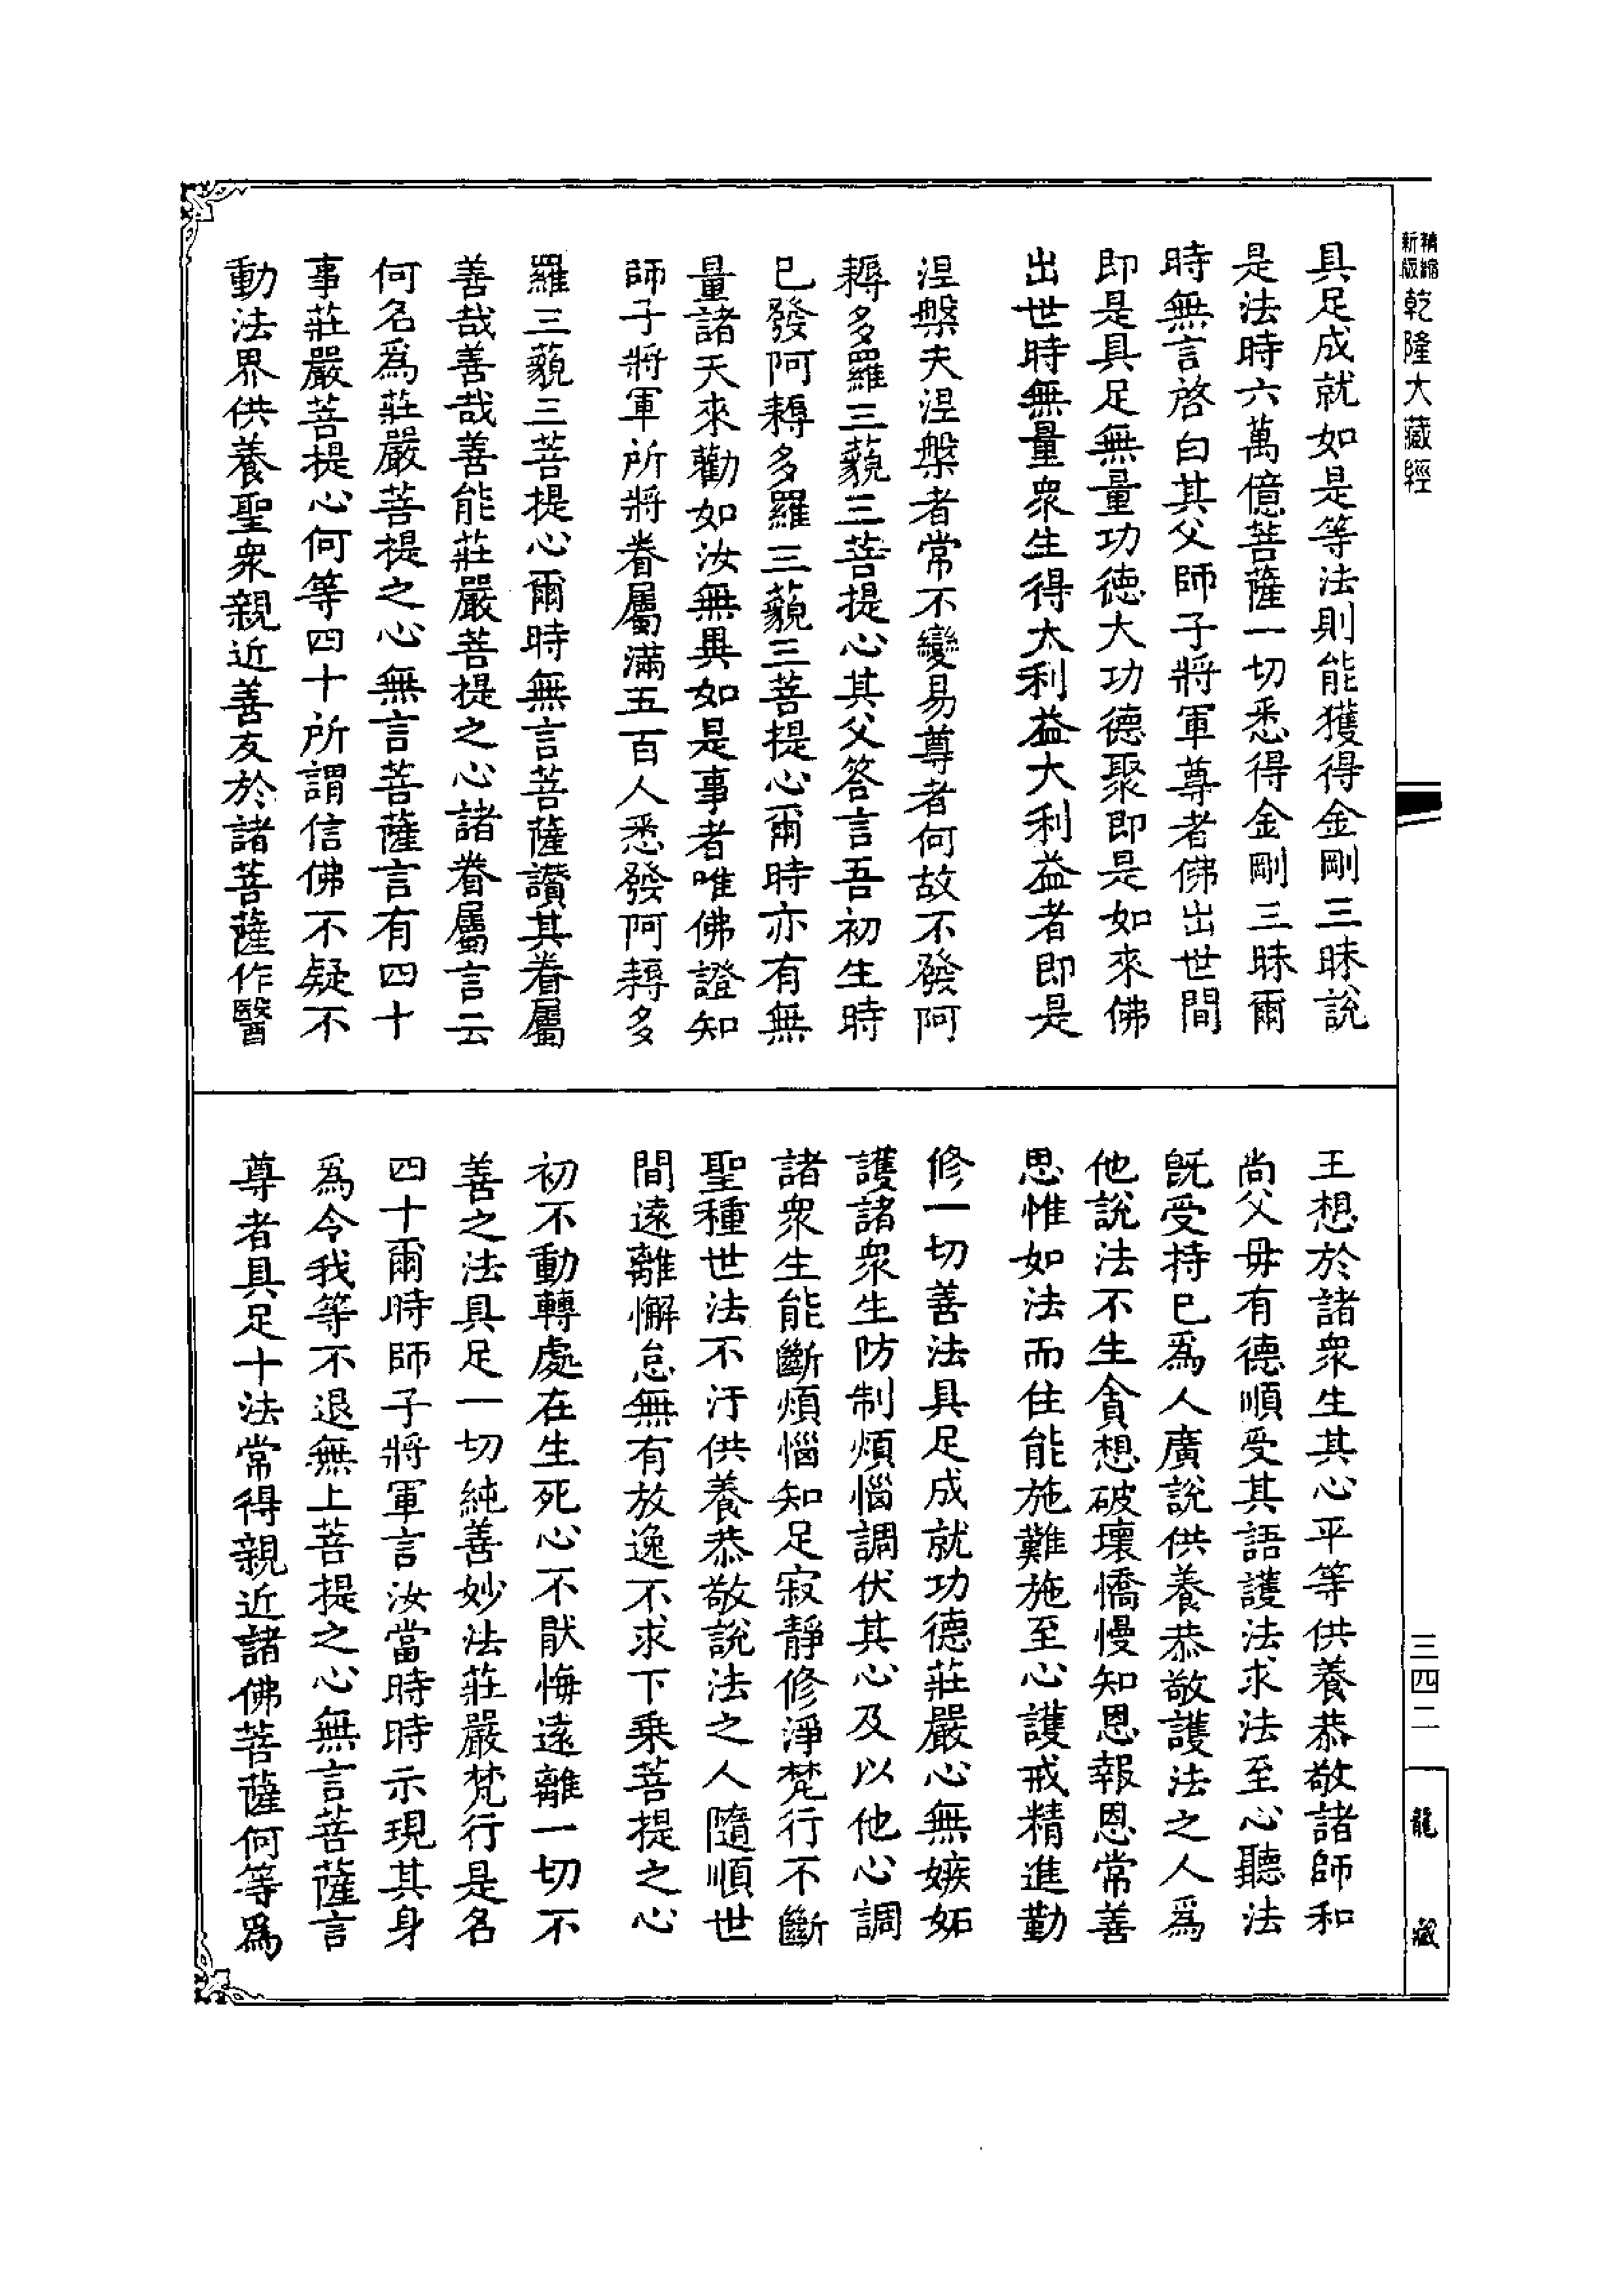 精縮新版乾隆大藏經
具足成就如是等法則能獲得金剛三昧說
是法時六萬億菩薩一切悉得金剛三昧爾
時無言啓白其父師子將軍尊者佛出世間
即是具足無量功德大功德聚即是如來佛
出世時無量衆生得大利益大利益者即是
涅槃夫涅槃者常不變易尊者何故不發阿
耨多羅三藐三菩提心其父答言吾初生時
已發阿耨多羅三藐三菩提心爾時亦有無
量諸天來勸如汝無異如是事者唯佛證知
師子將軍所將眷屬滿五百人悉發阿耨多
羅三藐三菩提心爾時無言菩薩讚其眷屬
善哉善哉善能莊嚴菩提之心諸眷屬言云
何名爲莊嚴菩提之心無言菩薩言有四十
事莊嚴菩提心何等四十所謂信佛不疑不
動法界供養聖衆親近善友於諸菩薩作醫
王想於諸衆生其心平等供養恭敬諸師和
尚父母有德順受其語護法求法至心聽法
旣受持已爲人廣說供養恭敬護法之人爲
他說法不生貪想破壞憍慢知恩報恩常善
思惟如法而住能施難施至心護戒精進勤
修一切善法具足成就功德莊嚴心無嫉妬
護諸衆生防制煩惱調伏其心及以他心調
諸衆生能斷煩惱知足寂靜修淨梵行不斷
聖種世法不汙供養恭敬說法之人隨順世
間遠離懈怠無有放逸不求下乘菩提之心
初不動轉處在生死心不猒悔遠離一切不
善之法具足一切純善妙法莊嚴梵行是名
四十爾時師子將軍言汝當時時示現其身
爲令我等不退無上菩提之心無言菩薩言
尊者具足十法常得親近諸佛菩薩何等爲
三四二
龍藏